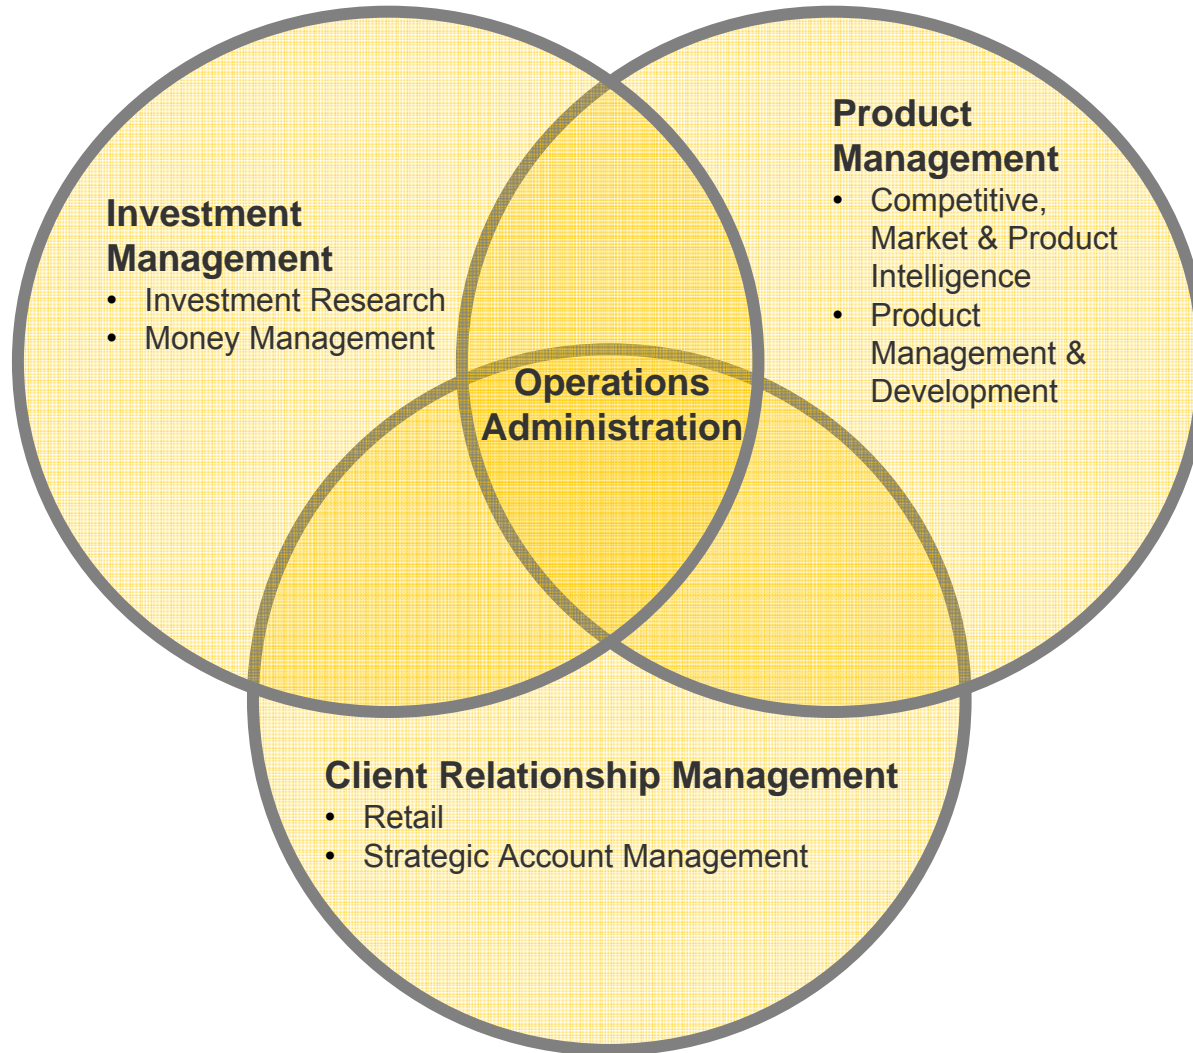 Investment
Management
• Investment Research
• Money Management
Product
Management
• Competitive,
Market & Product
Intelligence
• Product
Management &
Development
Operations
Administration
Client Relationship Management
• Retail
• Strategic Account Management